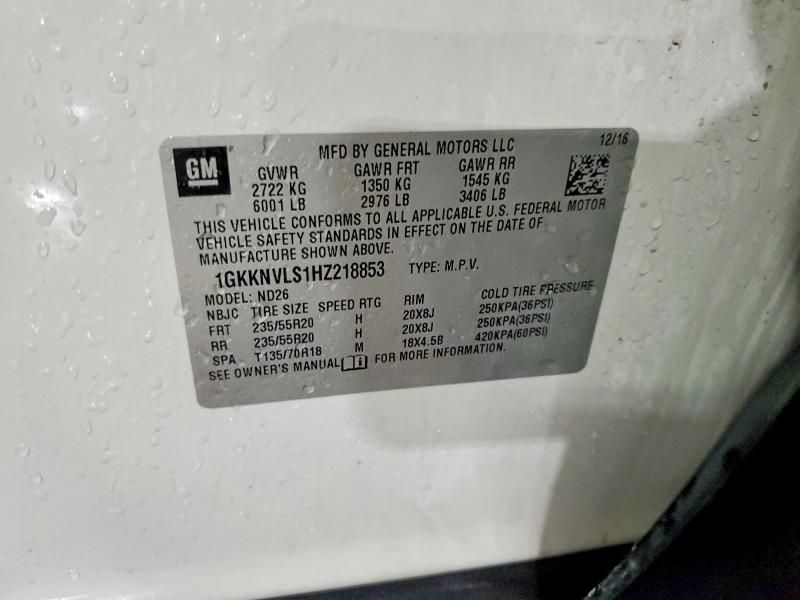 GM
MFD BY GENERAL MOTORS LLC 12/16
GVWR GAWR FRT GAWR RR
2722 KG 1350 KG 1545 KG
6001 LB 2976 LB 3406 LB
THIS VEHICLE CONFORMS TO ALL APPLICABLE U.S. FEDERAL MOTOR
VEHICLE SAFETY STANDARDS IN EFFECT ON THE DATE OF
MANUFACTURE SHOWN ABOVE.
1GKKNVLS1HZ218853 TYPE: M.P.V.
MODEL: ND26
NBJC TIRE SIZE SPEED RTG RIM COLD TIRE PRESSURE
FRT 235/55R20 H 20X8J 250KPA(36PSI)
RR 235/55R20 H 20X8J 250KPA(36PSI)
SPA T135/70R18 M 18X4.5B 420KPA(60PSI)
SEE OWNER'S MANUAL FOR MORE INFORMATION.